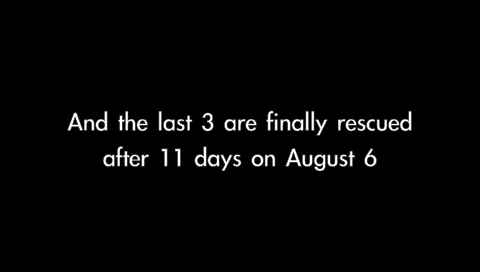 And the last 3 are finally rescued
after 11 days on August 6